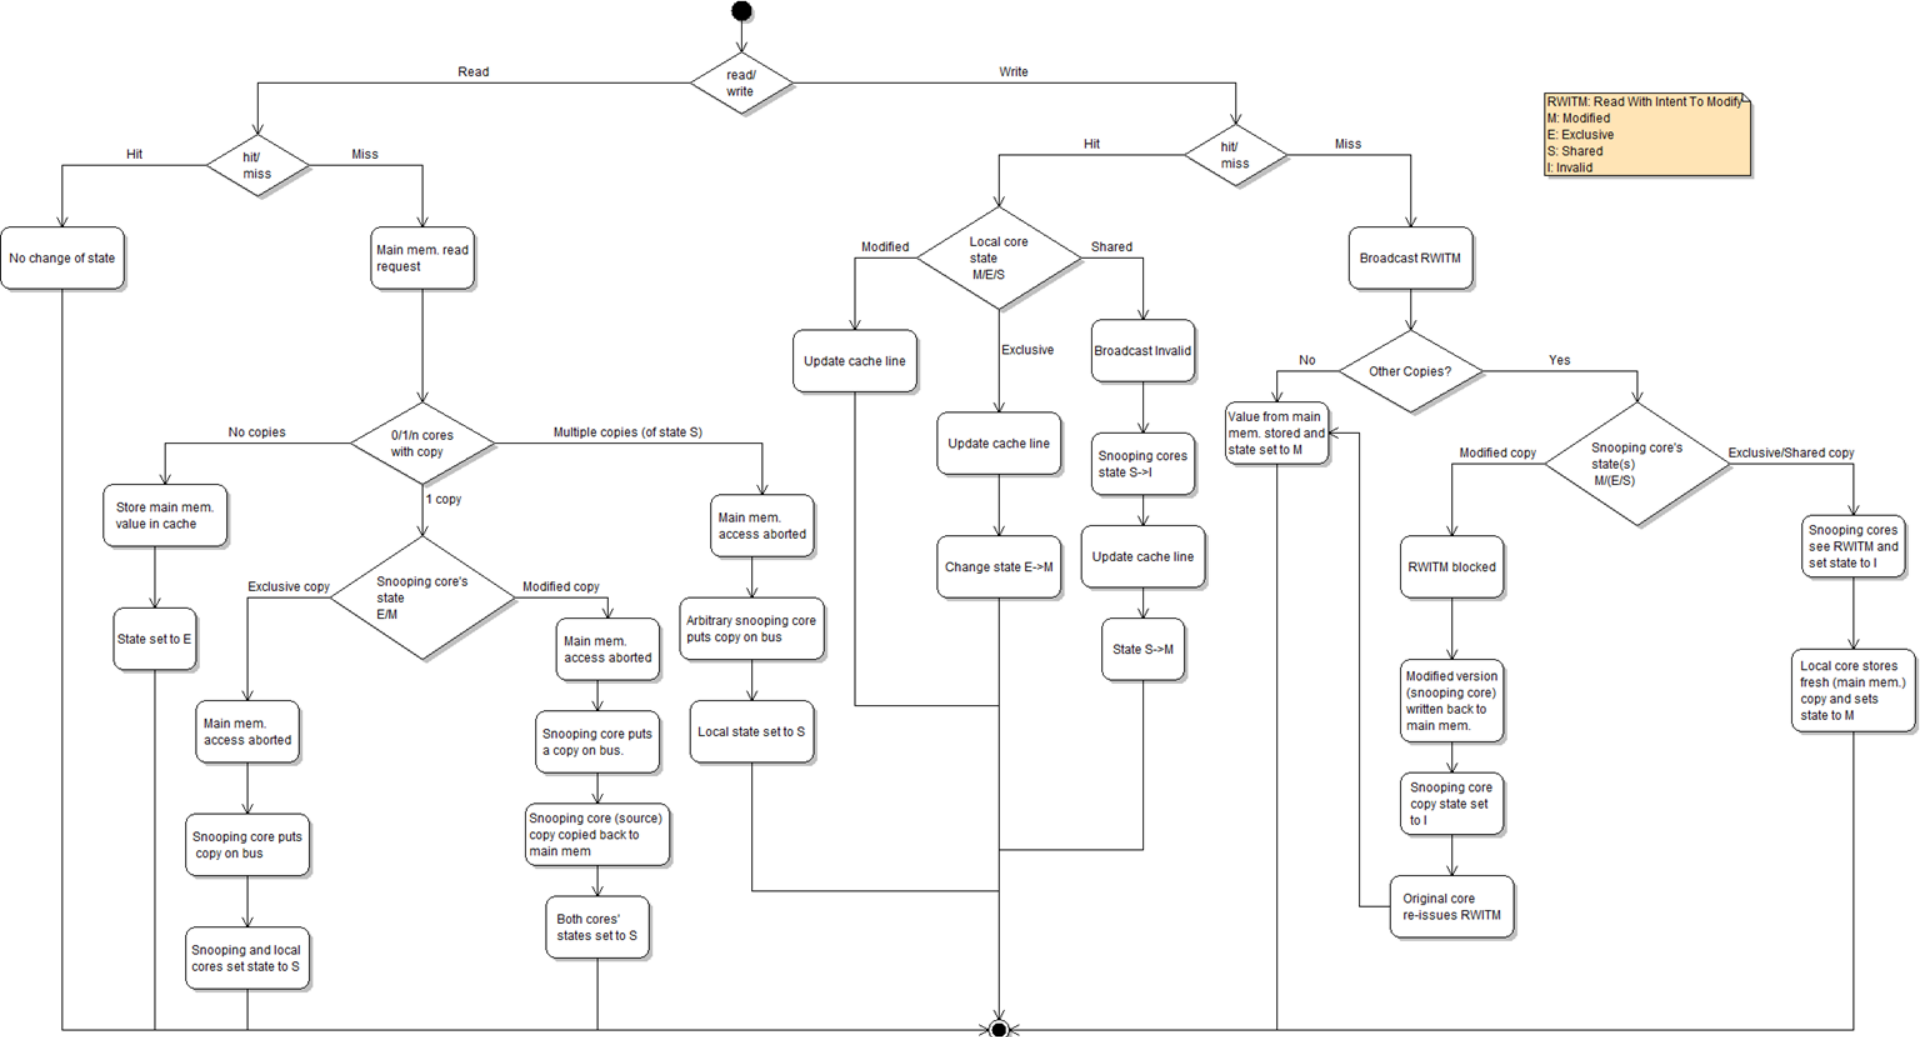 read/
write
Read
Write
RWITM: Read With Intent To Modify
M: Modified
E: Exclusive
S: Shared
I: Invalid
hit/
miss
Hit
Miss
hit/
miss
Hit
Miss
No change of state
Main mem. read
request
Local core
state
M/E/S
Modified
Shared
Exclusive
Broadcast RWITM
Update cache line
Broadcast Invalid
Other Copies?
No
Yes
0/1/n cores
with copy
No copies
Multiple copies (of state S)
1 copy
Update cache line
Snooping cores
state S->I
Value from main
mem. stored and
state set to M
Snooping core's
state(s)
M/(E/S)
Modified copy
Exclusive/Shared copy
Store main mem.
value in cache
Main mem.
access aborted
Change state E->M
Update cache line
RWITM blocked
Snooping cores
see RWITM and
set state to I
Snooping core's
state
E/M
Exclusive copy
Modified copy
State set to E
Main mem.
access aborted
Arbitrary snooping core
puts copy on bus
State S->M
Modified version
(snooping core)
written back to
main mem.
Local core stores
fresh (main mem.)
copy and sets
state to M
Main mem.
access aborted
Snooping core puts
a copy on bus.
Local state set to S
Snooping core
copy state set
to I
Snooping core puts
copy on bus
Snooping core (source)
copy copied back to
main mem
Original core
re-issues RWITM
Snooping and local
cores set state to S
Both cores'
states set to S